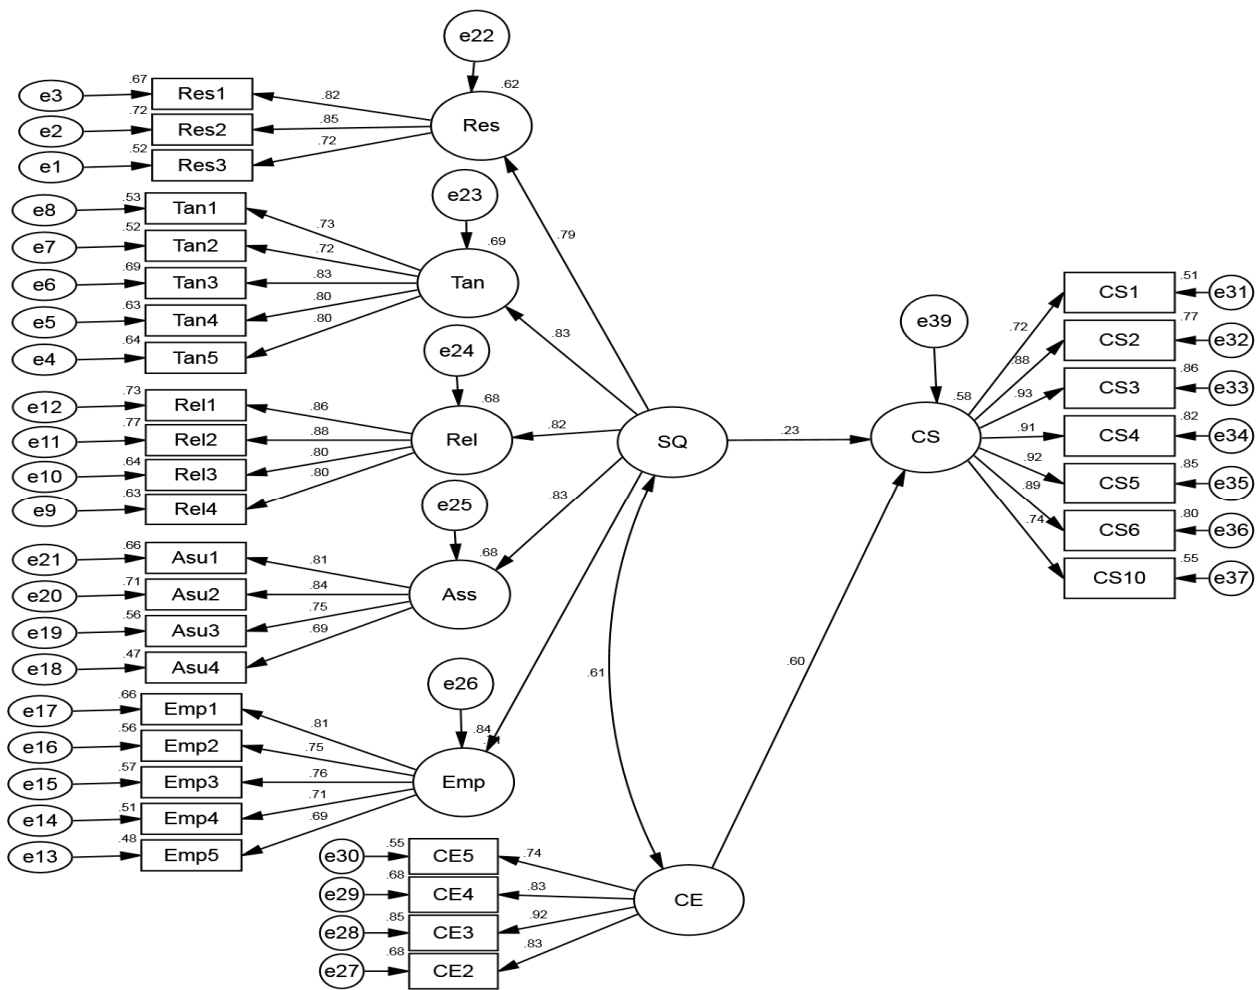 e22
.62
Res
e3
.67
Res1
.82
e2
.72
Res2
.85
e1
.52
Res3
.72
e23
.69
Tan
.79
e8
.53
Tan1
.73
e7
.52
Tan2
.72
e6
.69
Tan3
.83
e5
.63
Tan4
.80
e4
.64
Tan5
.80
.83
e24
.68
Rel
.82
e12
.73
Rel1
.86
e11
.77
Rel2
.88
e10
.64
Rel3
.80
e9
.63
Rel4
.80
SQ
.23
e25
.68
Ass
.83
e21
.66
Asu1
.81
e20
.71
Asu2
.84
e19
.56
Asu3
.75
e18
.47
Asu4
.69
e26
.84
Emp
e17
.66
Emp1
.81
e16
.56
Emp2
.75
e15
.57
Emp3
.76
e14
.51
Emp4
.71
e13
.48
Emp5
.69
.61
.60
e30
.55
CE5
.74
e29
.68
CE4
.83
e28
.85
CE3
.92
e27
.68
CE2
.83
CE
e39
.58
CS
.72
CS1
.51
e31
.88
CS2
.77
e32
.93
CS3
.86
e33
.91
CS4
.82
e34
.92
CS5
.85
e35
.89
CS6
.80
e36
.74
CS10
.55
e37